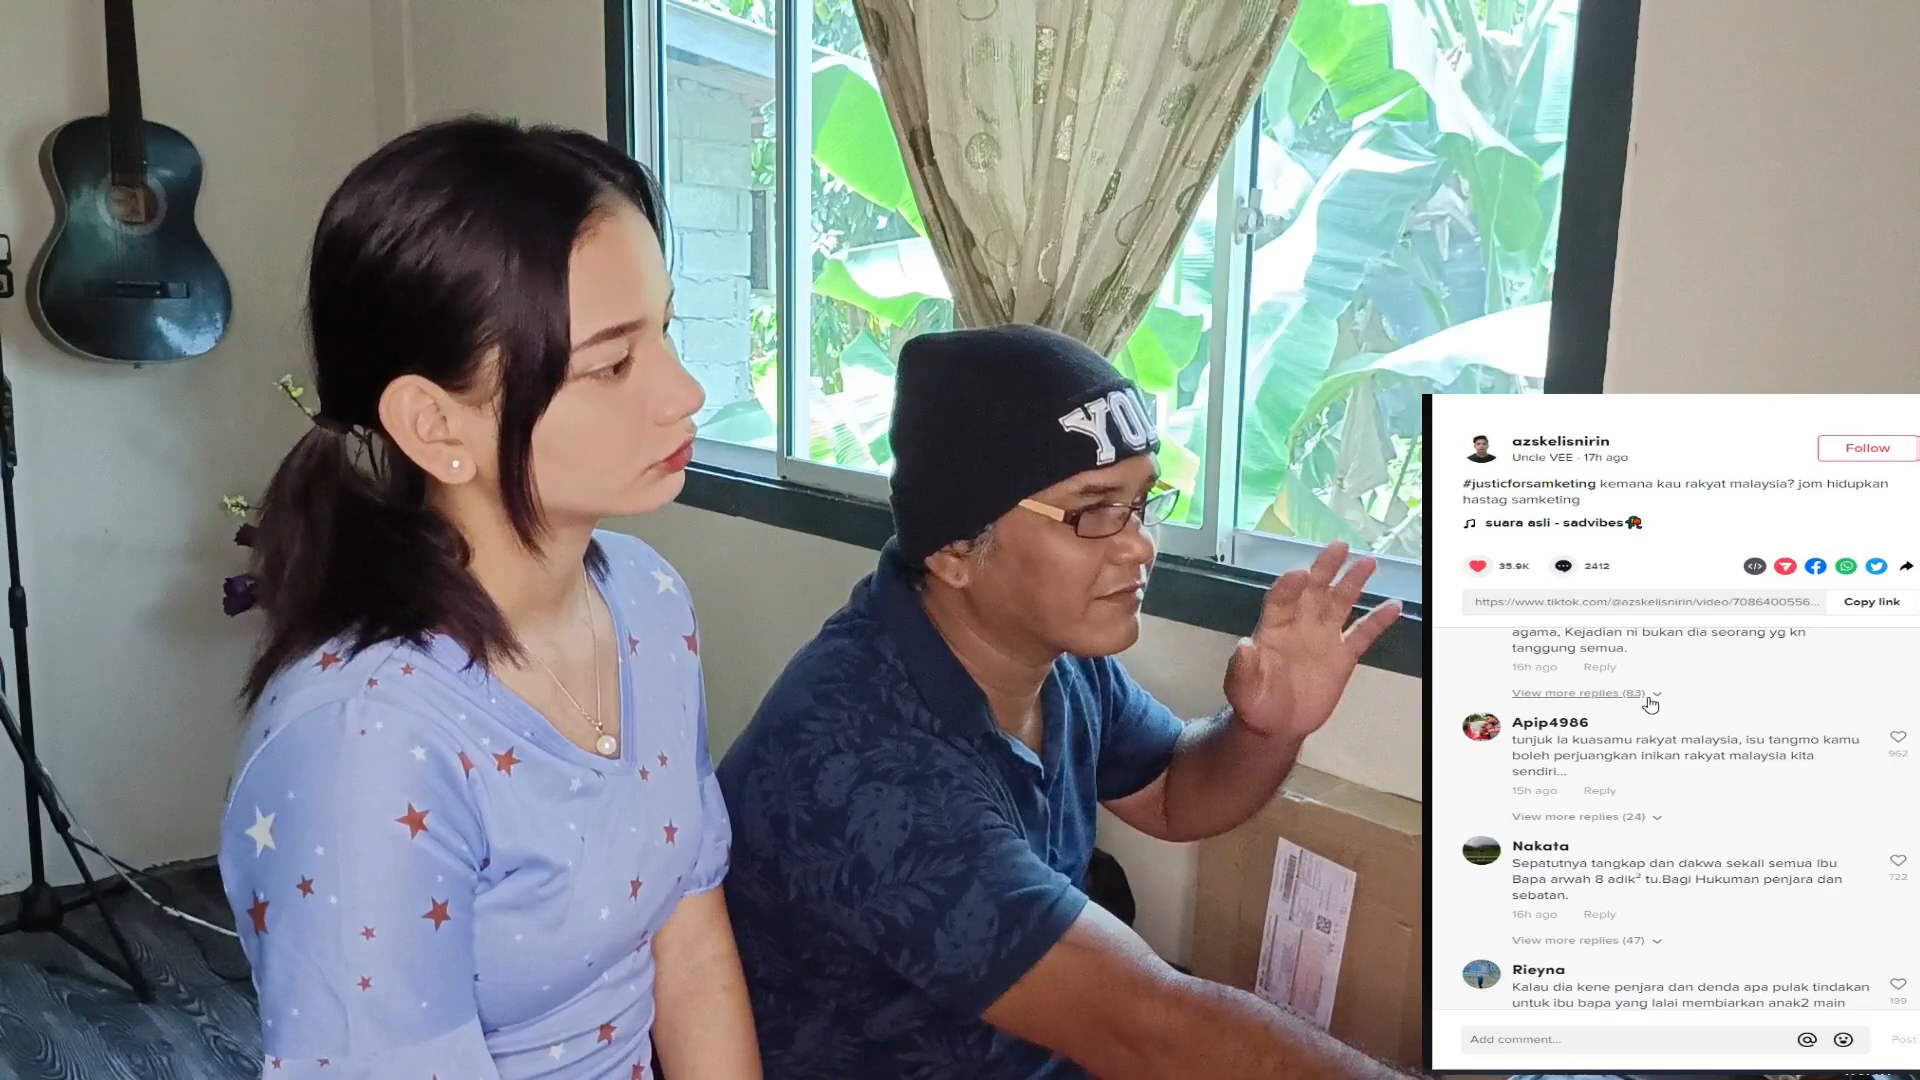 YOU
azskelisnirin
Uncle VEE · 17h ago
Follow
#justicforsamketing kemana kau rakyat malaysia? jom hidupkan
hastag samketing
suara asli - sadvibes
35.9K
2412
https://www.tiktok.com/@azskelisnirin/video/7086400556...
Copy link
agama, Kejadian ni bukan dia seorang yg kn
tanggung semua.
16h ago Reply
View more replies (83)
Apip4986
tunjuk la kuasamu rakyat malaysia, isu tangmo kamu
boleh perjuangkan inikan rakyat malaysia kita
sendiri...
962
15h ago Reply
View more replies (24)
Nakata
Sepatutnya tangkap dan dakwa sekali semua Ibu
Bapa arwah 8 adik² tu.Bagi Hukuman penjara dan
sebatan.
722
16h ago Reply
View more replies (47)
Rieyna
Kalau dia kene penjara dan denda apa pulak tindakan
untuk ibu bapa yang lalai membiarkan anak2 main
199
Add comment...
Post